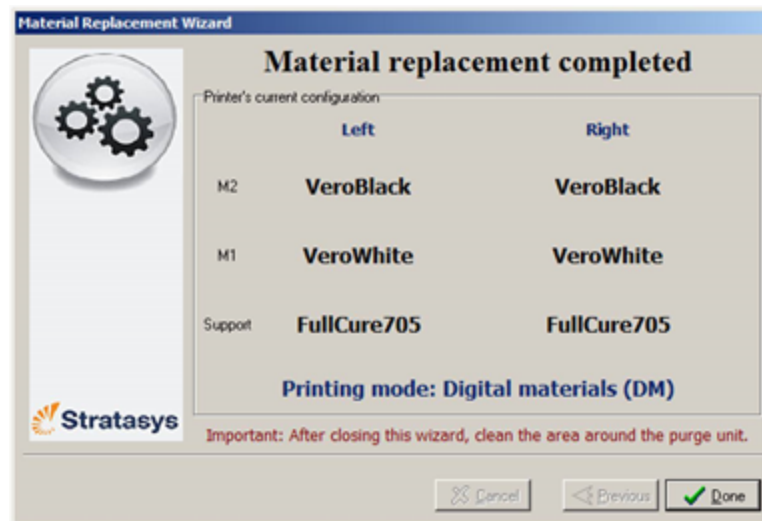 Material Replacement Wizard
Material replacement completed
Printer's current configuration
Left Right
M2 VeroBlack VeroBlack
M1 VeroWhite VeroWhite
Support FullCure705 FullCure705
Printing mode: Digital materials (DM)
Stratasys
Important: After closing this wizard, clean the area around the purge unit.
Cancel Previous Done